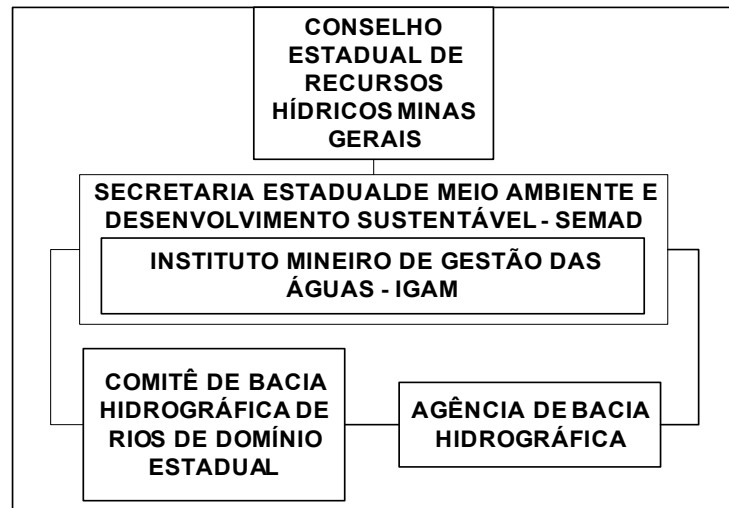 CONSELHO
ESTADUAL DE
RECURSOS
HÍDRICOS MINAS
GERAIS
SECRETARIA ESTADUALDE MEIO AMBIENTE E
DESENVOLVIMENTO SUSTENTÁVEL - SEMAD
INSTITUTO MINEIRO DE GESTÃO DAS
ÁGUAS - IGAM
COMITÊ DE BACIA
HIDROGRÁFICA DE
RIOS DE DOMÍNIO
ESTADUAL
AGÊNCIA DE BACIA
HIDROGRÁFICA